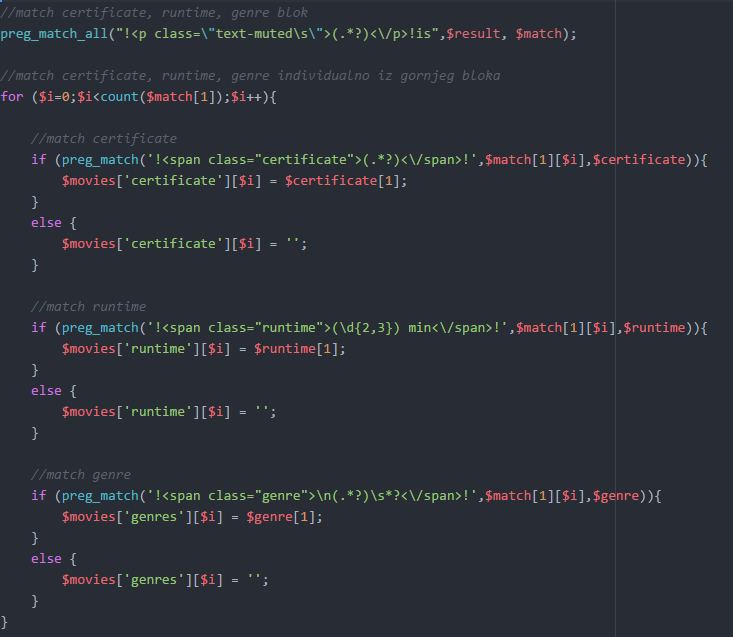 //match certificate, runtime, genre blok
preg_match_all("!<p class=\"text-muted\s\">(.*?)<\/p>!is",$result, $match);
//match certificate, runtime, genre individualno iz gornjeg bloka
for ($i=0;$i<count($match[1]);$i++){
//match certificate
if (preg_match('!<span class="certificate">(.*?)<\/span>!',$match[1][$i],$certificate)){
$movies['certificate'][$i] = $certificate[1];
}
else {
$movies['certificate'][$i] = '';
}
//match runtime
if (preg_match('!<span class="runtime">(\d{2,3}) min<\/span>!',$match[1][$i],$runtime)){
$movies['runtime'][$i] = $runtime[1];
}
else {
$movies['runtime'][$i] = '';
}
//match genre
if (preg_match('!<span class="genre">\n(.*?)\s*?<\/span>!',$match[1][$i],$genre)){
$movies['genres'][$i] = $genre[1];
}
else {
$movies['genres'][$i] = '';
}
}